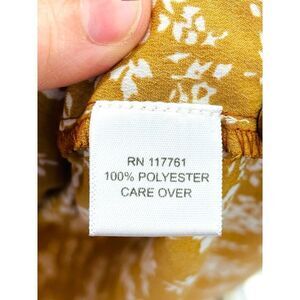 RN 117761
100% POLYESTER
CARE OVER